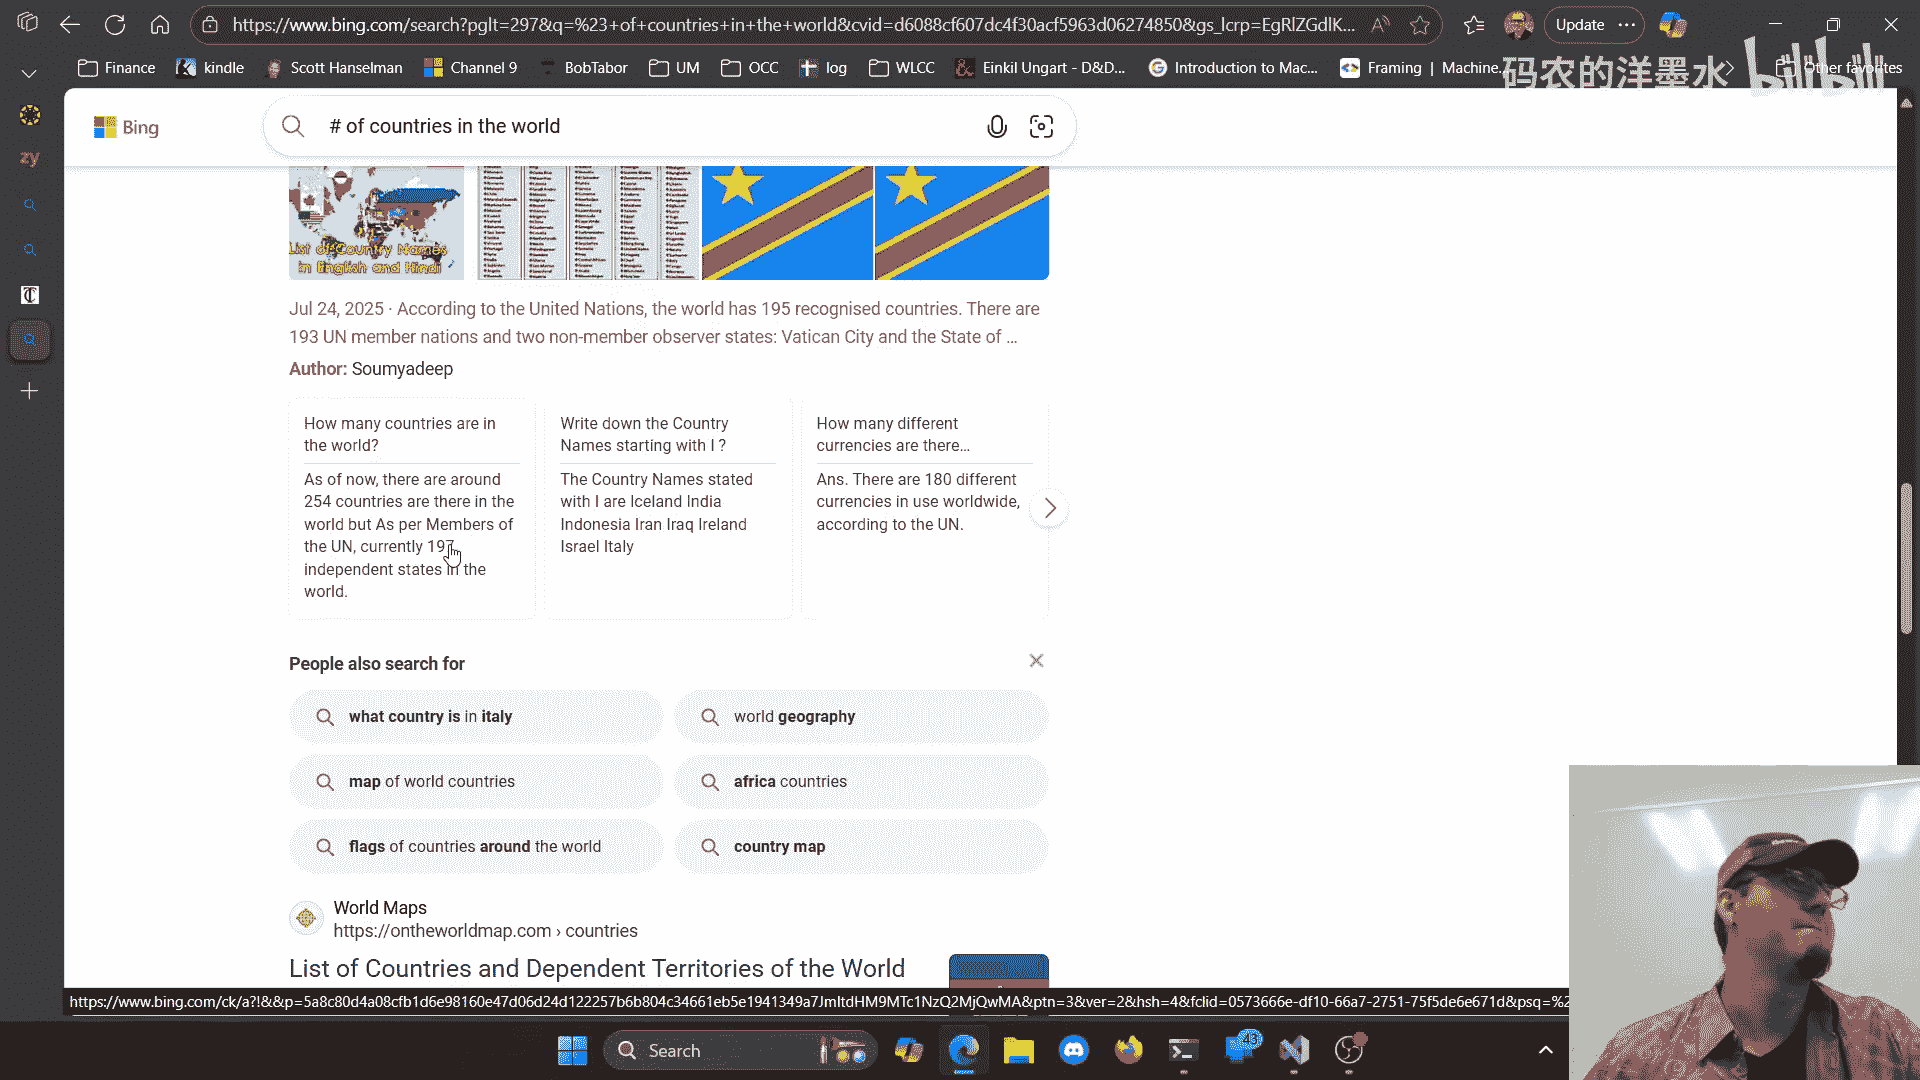 https://www.bing.com/search?pglt=297&q=%23+of+countries+in+the+world&cvid=d6088cf607dc4f30acf5963d06274850&gs_lcrp=EgRlZGdlK...
Update
Finance
kindle
Scott Hanselman
Channel 9
BobTabor
UM
OCC
log
WLCC
Einkil Ungart - D&D...
Introduction to Mac...
Framing | Machine...
Other favorites
码农的洋墨水
bilibili
Bing
# of countries in the world
zy
List of Country Names
in English and Hindi
Jul 24, 2025 · According to the United Nations, the world has 195 recognised countries. There are
193 UN member nations and two non-member observer states: Vatican City and the State of ...
Author: Soumyadeep
How many countries are in
the world?
As of now, there are around
254 countries are there in the
world but As per Members of
the UN, currently 197
independent states in the
world.
Write down the Country
Names starting with I ?
The Country Names stated
with I are Iceland India
Indonesia Iran Iraq Ireland
Israel Italy
How many different
currencies are there...
Ans. There are 180 different
currencies in use worldwide,
according to the UN.
People also search for
what country is in italy
world geography
map of world countries
africa countries
flags of countries around the world
country map
World Maps
https://ontheworldmap.com › countries
List of Countries and Dependent Territories of the World
https://www.bing.com/ck/a?!&&p=5a8c80d4a08cfb1d6e98160e47d06d24d122257b6b804c34661eb5e1941349a7JmltdHM9MTc1NzQ2MjQwMA&ptn=3&ver=2&hsh=4&fclid=0573666e-df10-66a7-2751-75f5de6e671d&psq=%2
Search
43